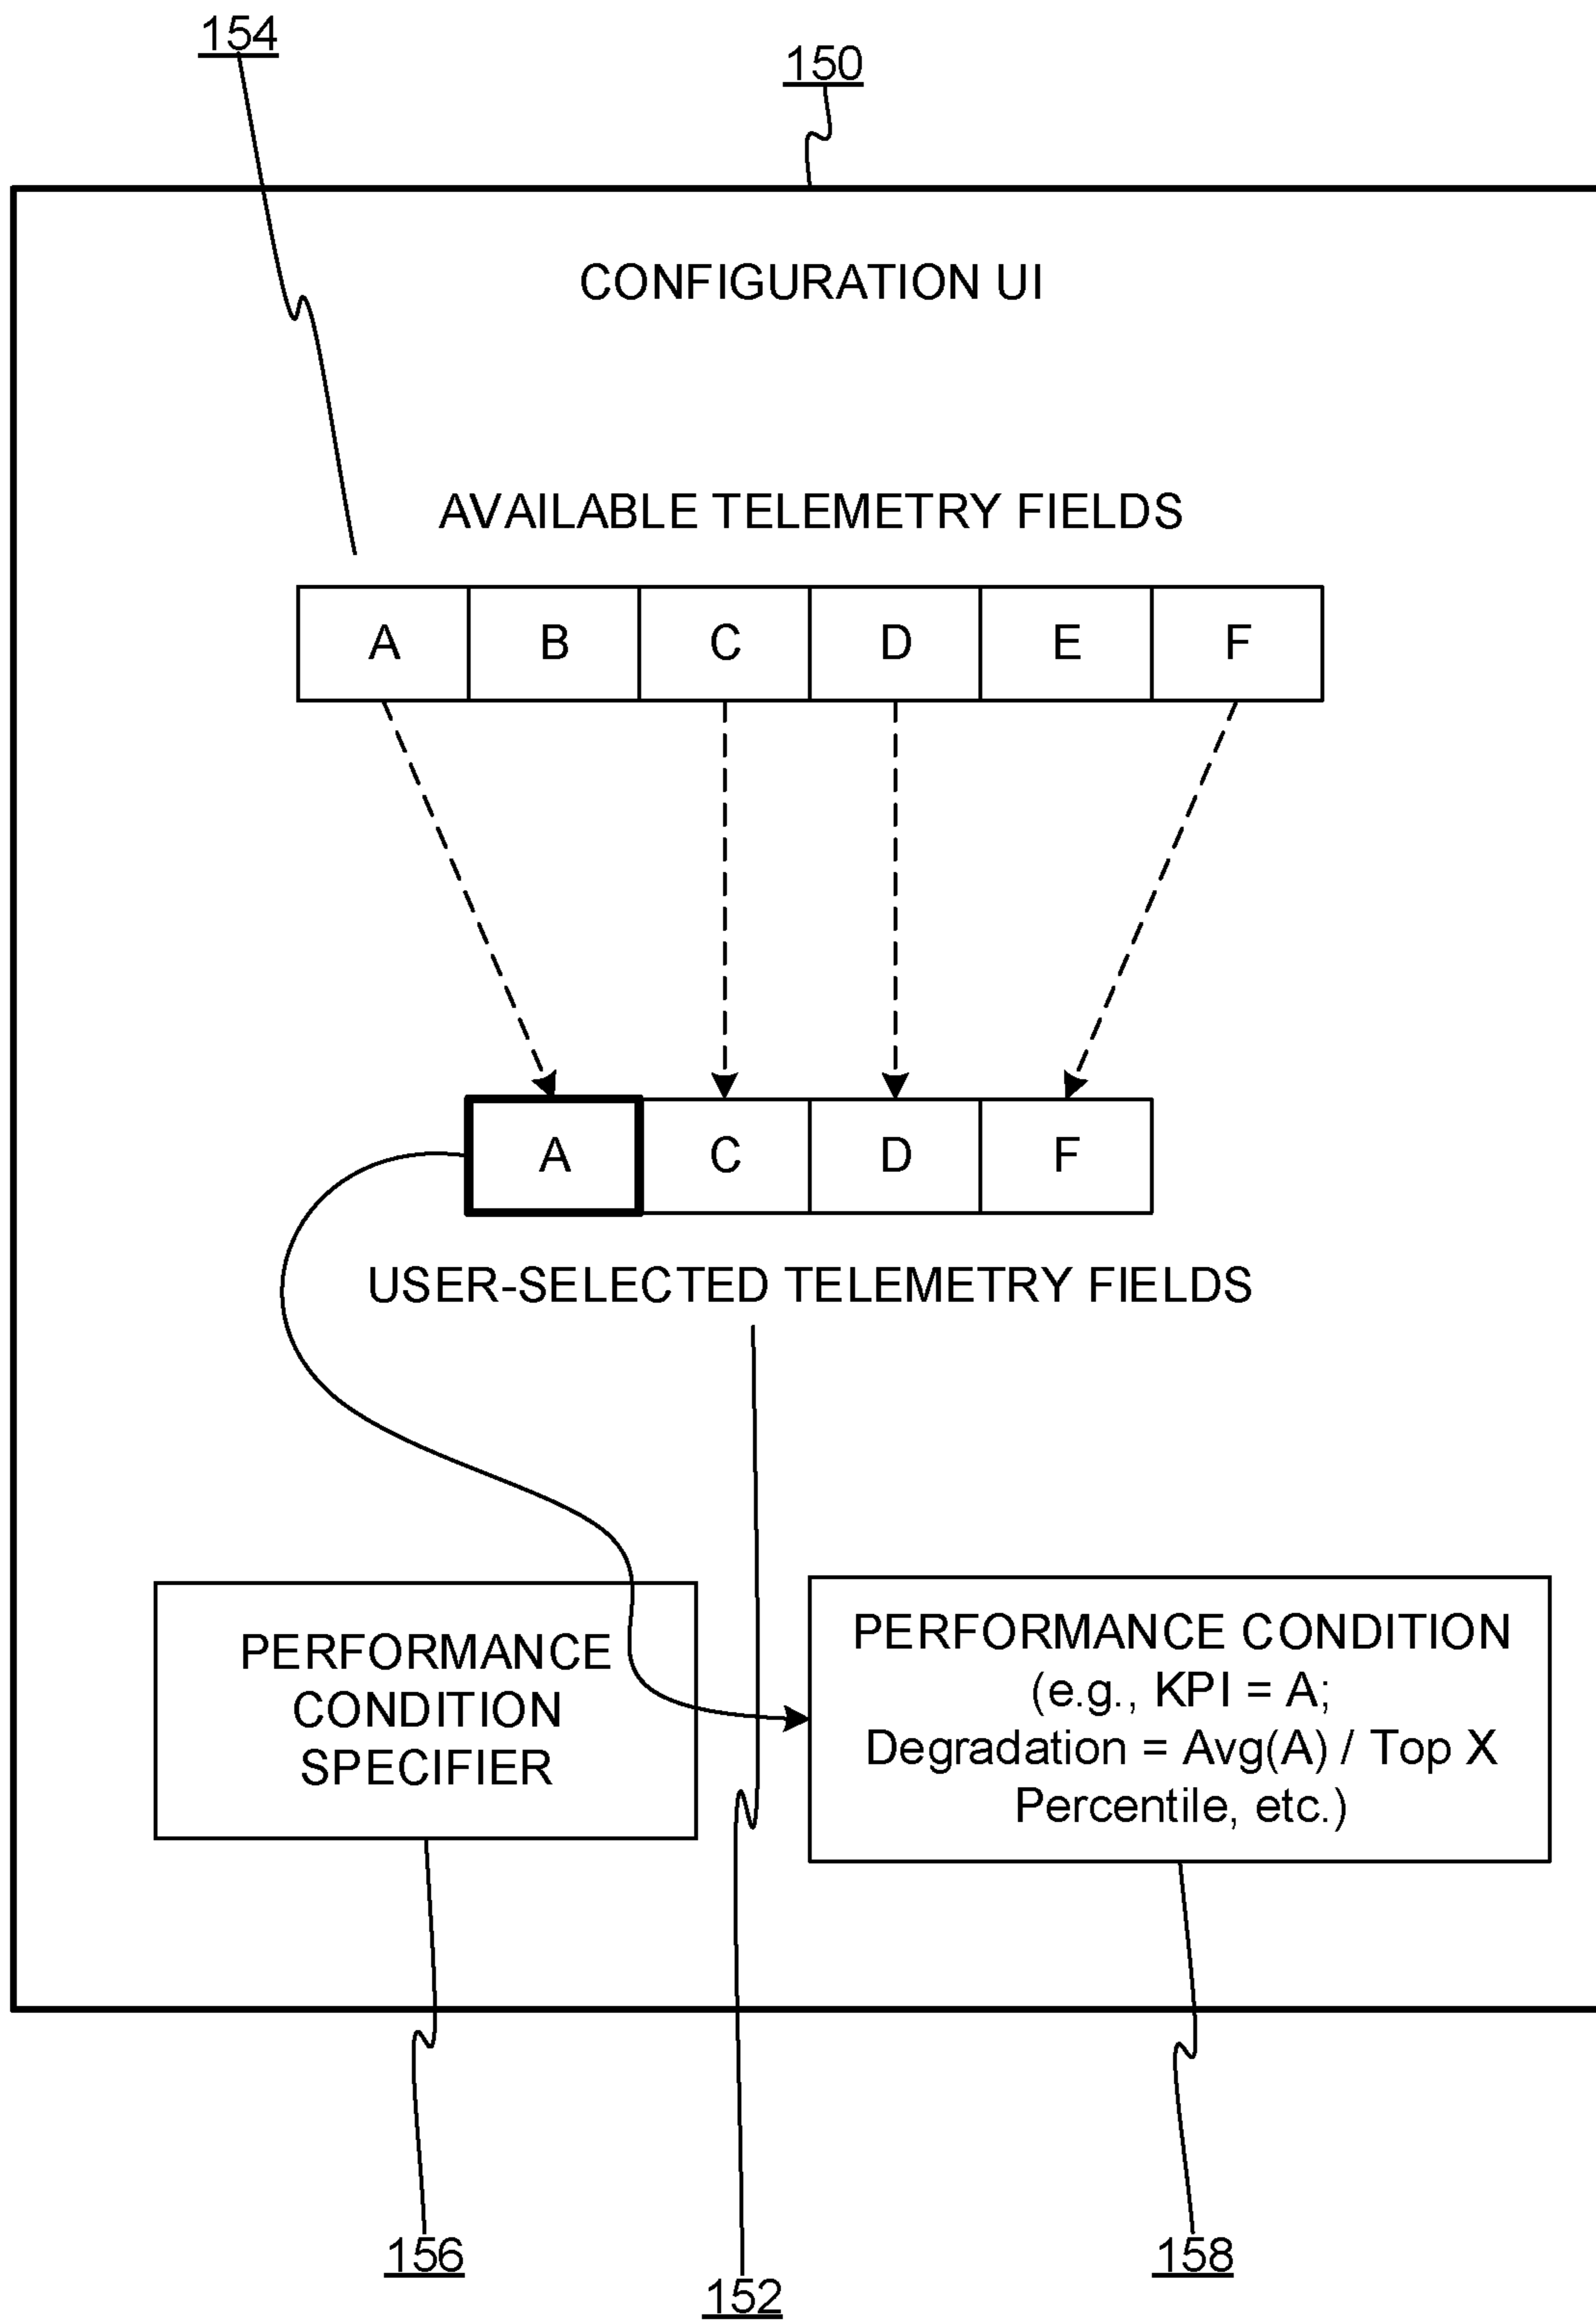 154
150
CONFIGURATION UI
AVAILABLE TELEMETRY FIELDS
A B C D E F
A C D F
USER-SELECTED TELEMETRY FIELDS
PERFORMANCE
CONDITION
SPECIFIER
PERFORMANCE CONDITION
(e.g., KPI = A;
Degradation = Avg(A) / Top X
Percentile, etc.)
156
152
158